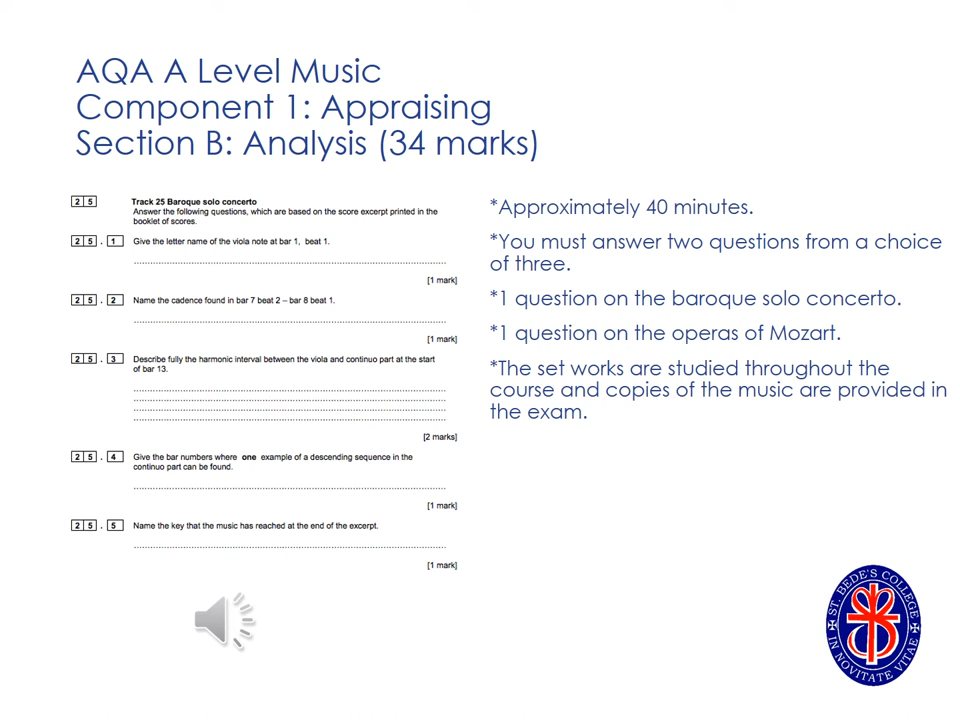 AQA A Level Music
Component 1: Appraising
Section B: Analysis (34 marks)
2 5 Track 25 Baroque solo concerto
Answer the following questions, which are based on the score excerpt printed in the
booklet of scores.
2 5 . 1 Give the letter name of the viola note at bar 1, beat 1.
[1 mark]
2 5 . 2 Name the cadence found in bar 7 beat 2 – bar 8 beat 1.
[1 mark]
2 5 . 3 Describe fully the harmonic interval between the viola and continuo part at the start
of bar 13.
[2 marks]
2 5 . 4 Give the bar numbers where one example of a descending sequence in the
continuo part can be found.
[1 mark]
2 5 . 5 Name the key that the music has reached at the end of the excerpt.
[1 mark]
*Approximately 40 minutes.
*You must answer two questions from a choice
of three.
*1 question on the baroque solo concerto.
*1 question on the operas of Mozart.
*The set works are studied throughout the
course and copies of the music are provided in
the exam.
ST. BEDE'S COLLEGE
IN NOVITATE VITAE